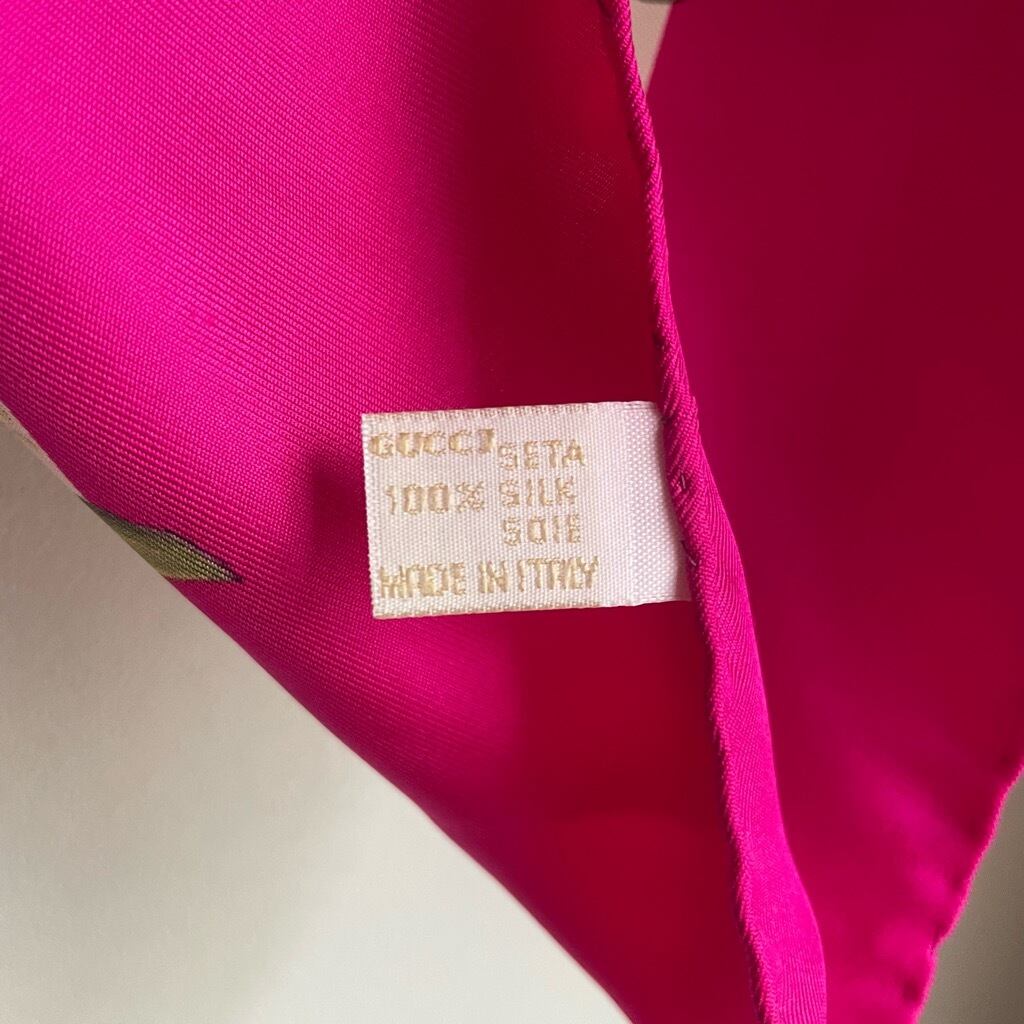 GUCCI SETA
100% SILK
SOIE
MADE IN ITALY